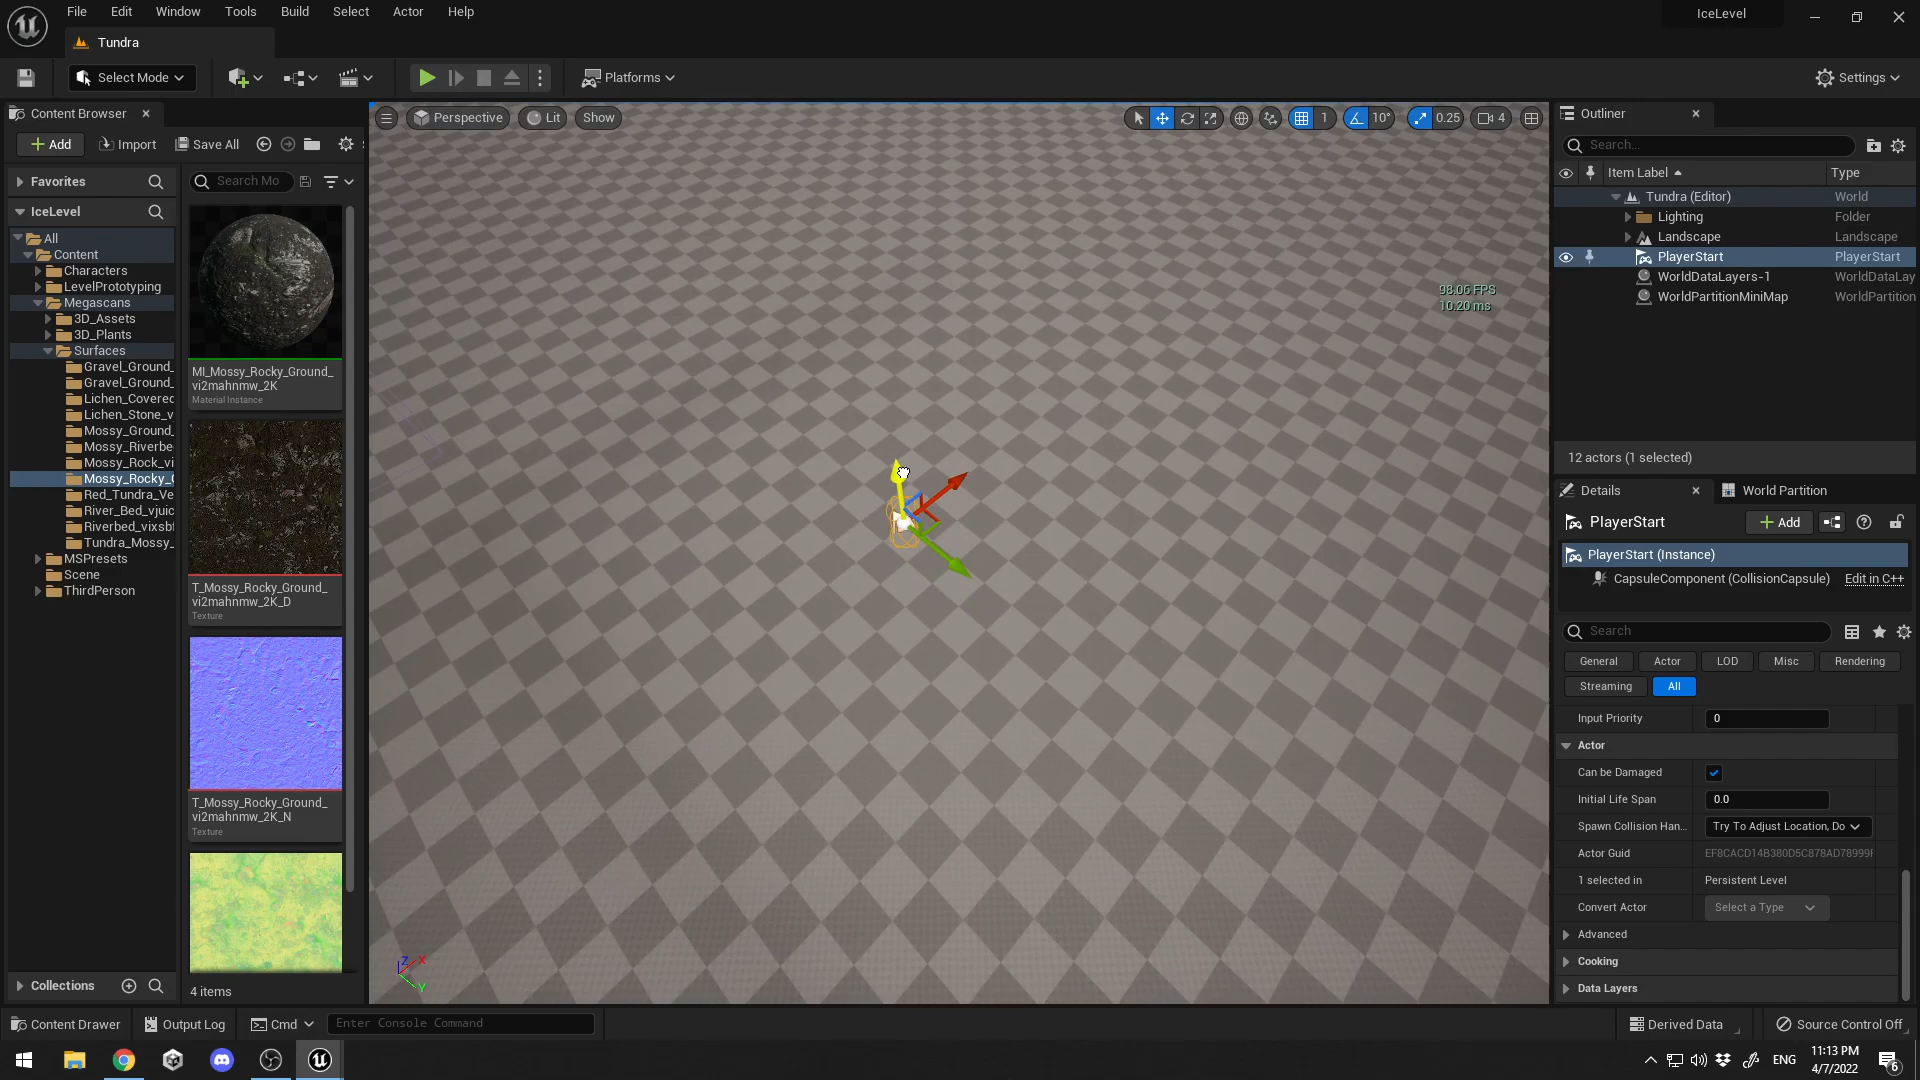 File Edit Window Tools Build Select Actor Help
IceLevel
Tundra
Select Mode
Platforms
Settings
Content Browser
Add Import Save All
Favorites
Search Mo
IceLevel
All
Content
Characters
LevelPrototyping
Megascans
3D_Assets
3D_Plants
Surfaces
Gravel_Ground_
Gravel_Ground_
Lichen_Covered
Lichen_Stone_v
Mossy_Ground_
Mossy_Riverbe
Mossy_Rock_vi
Mossy_Rocky_G
Red_Tundra_Ve
River_Bed_vjuic
Riverbed_vixsbf
Tundra_Mossy_
MSPresets
Scene
ThirdPerson
Collections
MI_Mossy_Rocky_Ground_
vi2mahnmw_2K
Material Instance
T_Mossy_Rocky_Ground_
vi2mahnmw_2K_D
Texture
T_Mossy_Rocky_Ground_
vi2mahnmw_2K_N
Texture
4 items
Perspective Lit Show
1 10° 0.25 4
98.06 FPS
10.20 ms
Z X
Y
Outliner
Search...
Item Label Type
Tundra (Editor) World
Lighting Folder
Landscape Landscape
PlayerStart PlayerStart
WorldDataLayers-1 WorldDataLay
WorldPartitionMiniMap WorldPartition
12 actors (1 selected)
Details World Partition
PlayerStart Add
PlayerStart (Instance)
CapsuleComponent (CollisionCapsule) Edit in C++
Search
General Actor LOD Misc Rendering
Streaming All
Input Priority 0
Actor
Can be Damaged
Initial Life Span 0.0
Spawn Collision Han... Try To Adjust Location, Do
Actor Guid EF8CACD14B380D5C878AD78999F
1 selected in Persistent Level
Convert Actor Select a Type
Advanced
Cooking
Data Layers
Content Drawer Output Log Cmd Enter Console Command
Derived Data Source Control Off
ENG 11:13 PM
4/7/2022
6